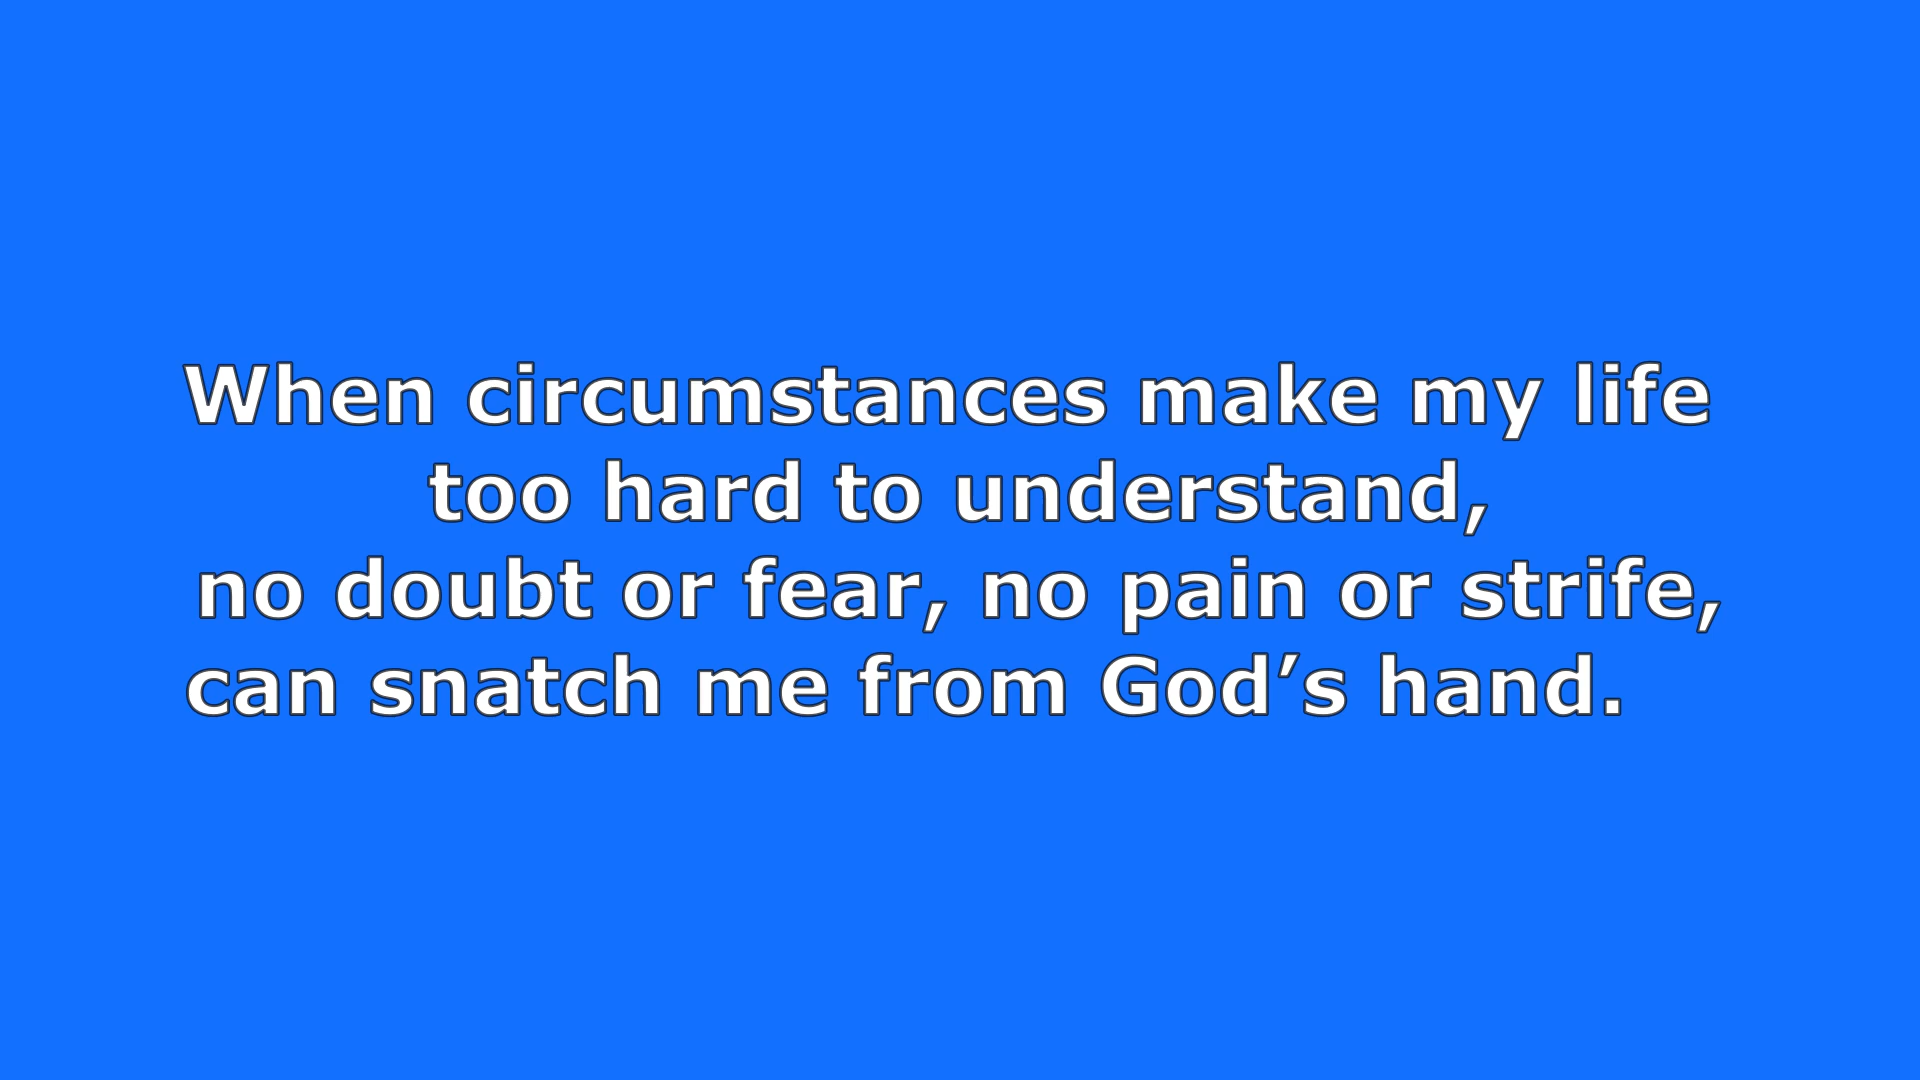 When circumstances make my life
too hard to understand,
no doubt or fear, no pain or strife,
can snatch me from God’s hand.